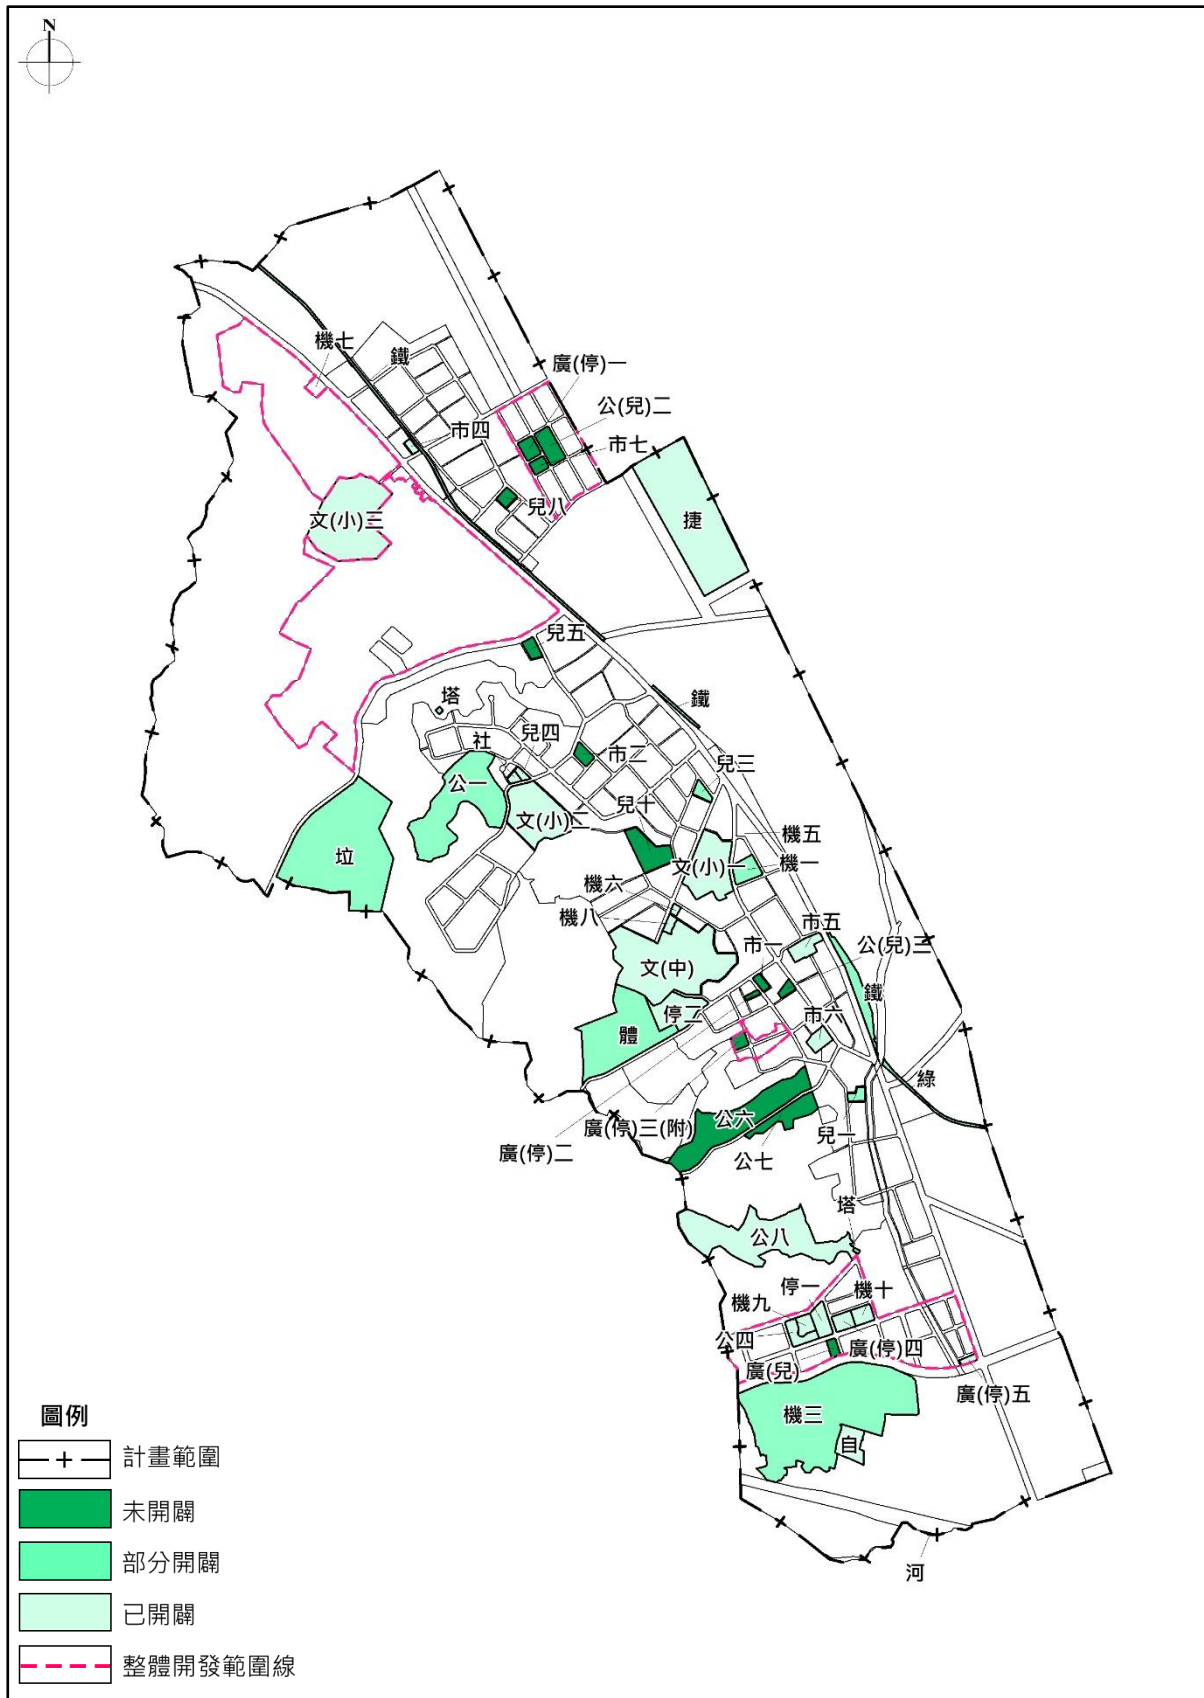 N
機七
鐵
廣(停)一
公(兒)二
市四
市七
兒八
文(小)三
捷
兒五
塔
鐵
社
兒四
市二
兒三
公一
兒十
文(小)二
機五
垃
文(小)一
機一
機六
機八
市五
市一
公(兒)三
文(中)
鐵
停二
市六
體
綠
公六
廣(停)三(附)
兒一
廣(停)二
公七
塔
公八
停一
機十
機九
公四
廣(停)四
廣(兒)
廣(停)五
機三
自
河
圖例
計畫範圍
未開闢
部分開闢
已開闢
整體開發範圍線